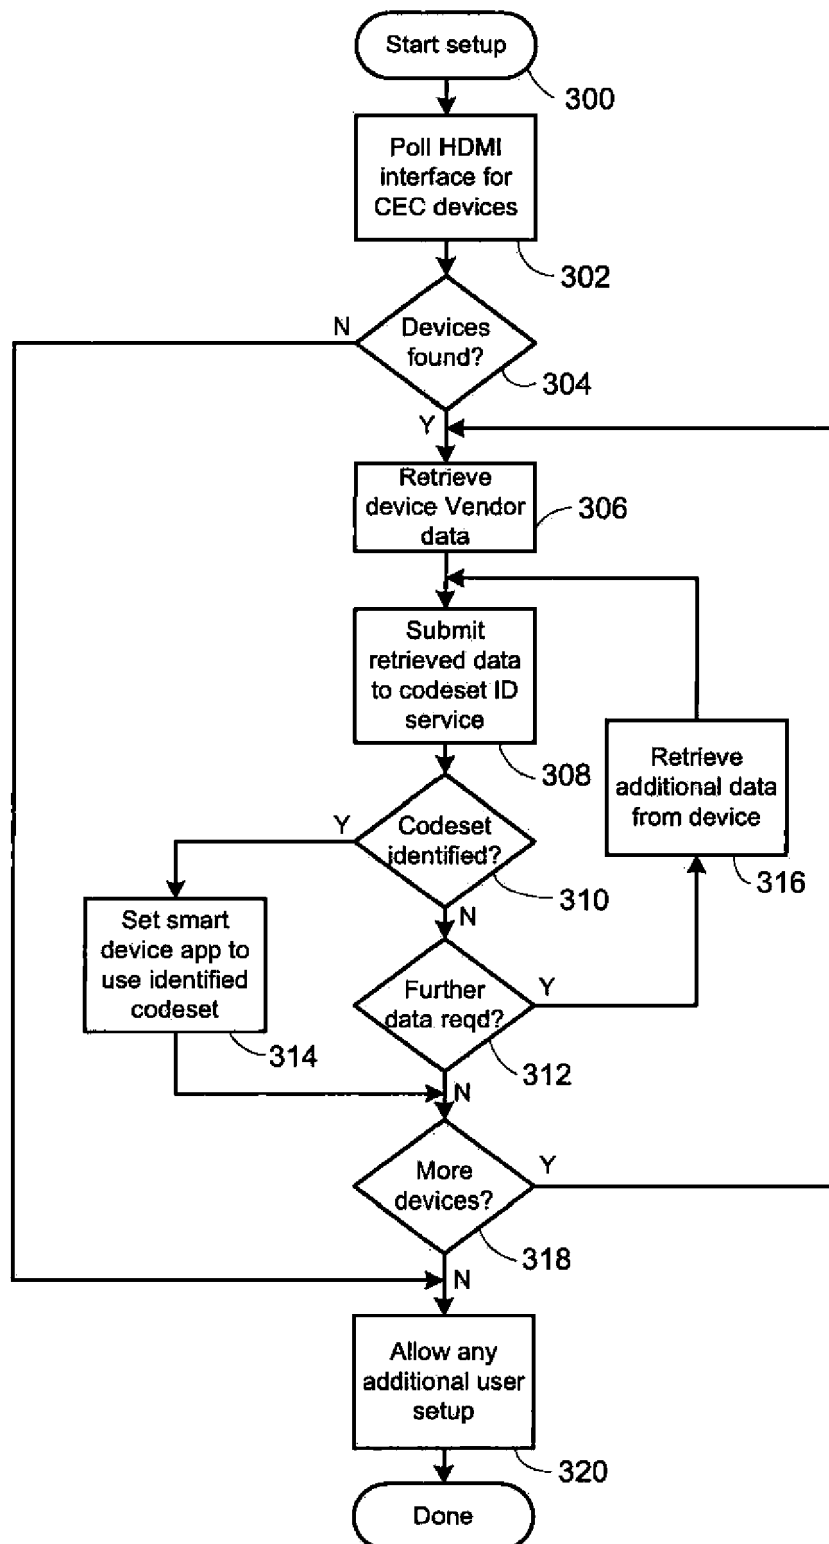 Start setup
300
Poll HDMI
interface for
CEC devices
302
N
Devices
found?
304
Y
Retrieve
device Vendor
data
306
Submit
retrieved data
to codeset ID
service
308
Retrieve
additional data
from device
316
Y
Codeset
identified?
310
N
Set smart
device app to
use identified
codeset
314
Further
data reqd?
Y
312
N
More
devices?
Y
318
N
Allow any
additional user
setup
320
Done